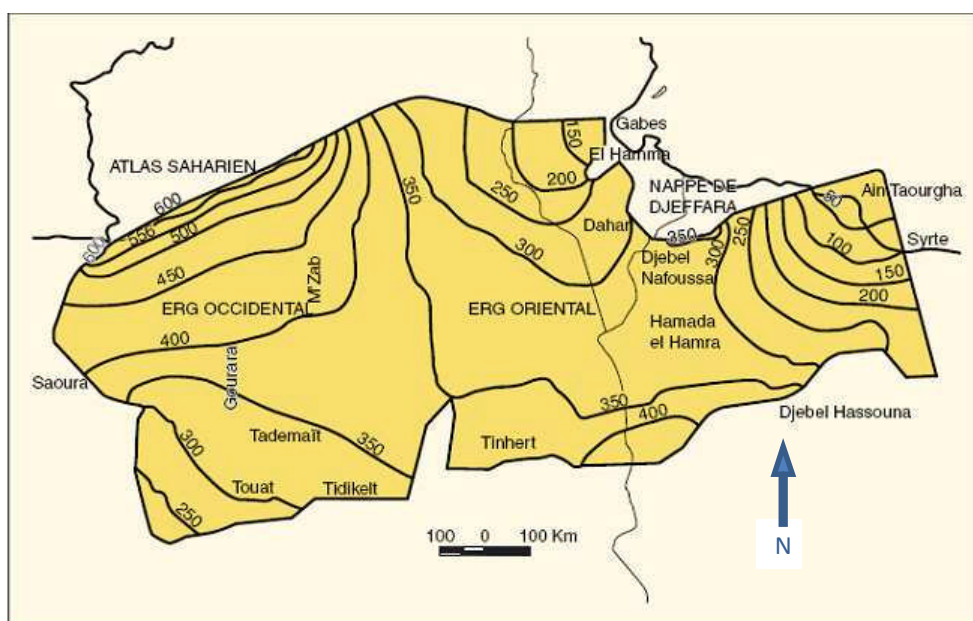 Gabes
150
El Hamma
ATLAS SAHARIEN
200
NAPPE DE
DJEFFARA
Ain Taourgha
350
250
50
600
Dahar
556
500
600
350
250
100
Syrte
300
Djebel
Nafoussa
300
150
450
M'Zab
200
ERG OCCIDENTAL
ERG ORIENTAL
Hamada
el Hamra
400
Saoura
Gourara
350
400
Djebel Hassouna
300
Tademaït
350
Tinhert
Touat
Tidikelt
250
100 0 100 Km
N